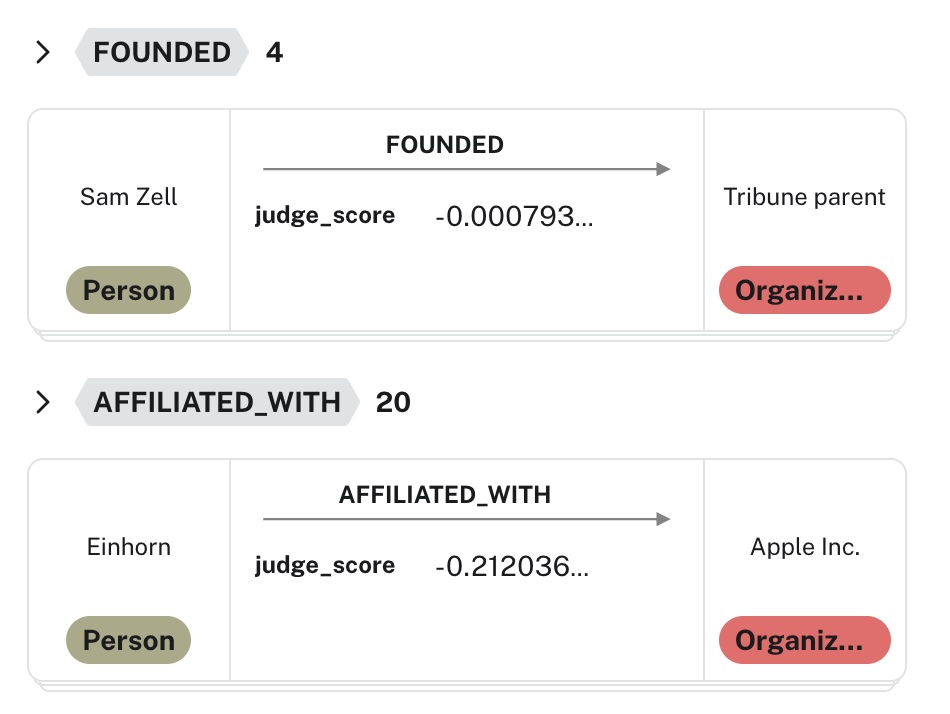 FOUNDED 4
FOUNDED
Sam Zell
judge_score -0.000793...
Tribune parent
Person
Organiz...
AFFILIATED_WITH 20
AFFILIATED_WITH
Einhorn
judge_score -0.212036...
Apple Inc.
Person
Organiz...